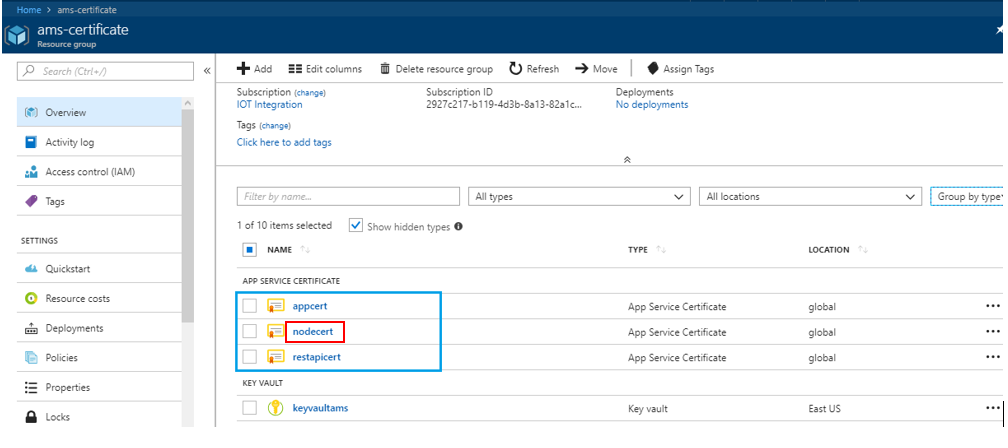 Home > ams-certificate
ams-certificate
Resource group
Search (Ctrl+/)
Overview
Activity log
Access control (IAM)
Tags
SETTINGS
Quickstart
Resource costs
Deployments
Policies
Properties
Locks
Add Edit columns Delete resource group Refresh Move Assign Tags
Subscription (change) Subscription ID Deployments
IOT Integration 2927c217-b119-4d3b-8a13-82a1c... No deployments
Tags (change)
Click here to add tags
Filter by name... All types All locations Group by type
1 of 10 items selected Show hidden types
NAME TYPE LOCATION
APP SERVICE CERTIFICATE
appcert App Service Certificate global
nodecert App Service Certificate global
restapicert App Service Certificate global
KEY VAULT
keyvaultams Key vault East US